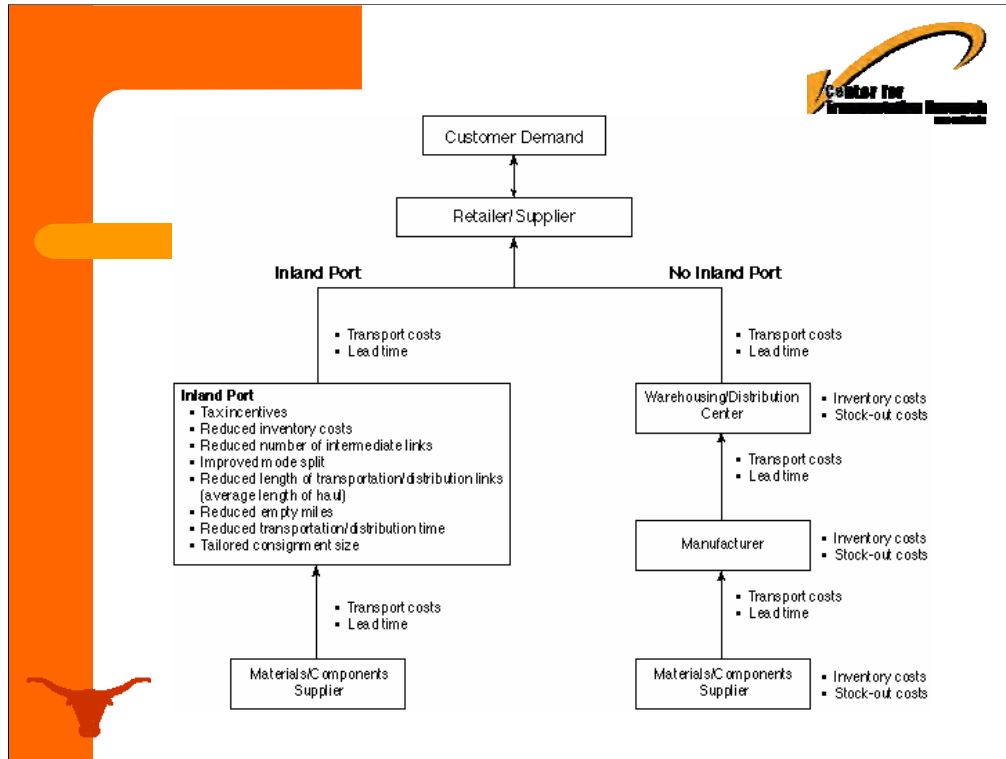 Center for
Transportation Research
Customer Demand
Retailer/Supplier
Inland Port
No Inland Port
▪ Transport costs
▪ Lead time
▪ Transport costs
▪ Lead time
Inland Port
▪ Tax incentives
▪ Reduced inventory costs
▪ Reduced number of intermediate links
▪ Improved mode split
▪ Reduced length of transportation/distribution links
(average length of haul)
▪ Reduced empty miles
▪ Reduced transportation/distribution time
▪ Tailored consignment size
Warehousing/Distribution
Center
▪ Inventory costs
▪ Stock-out costs
▪ Transport costs
▪ Lead time
Manufacturer
▪ Inventory costs
▪ Stock-out costs
▪ Transport costs
▪ Lead time
▪ Transport costs
▪ Lead time
Materials/Components
Supplier
Materials/Components
Supplier
▪ Inventory costs
▪ Stock-out costs